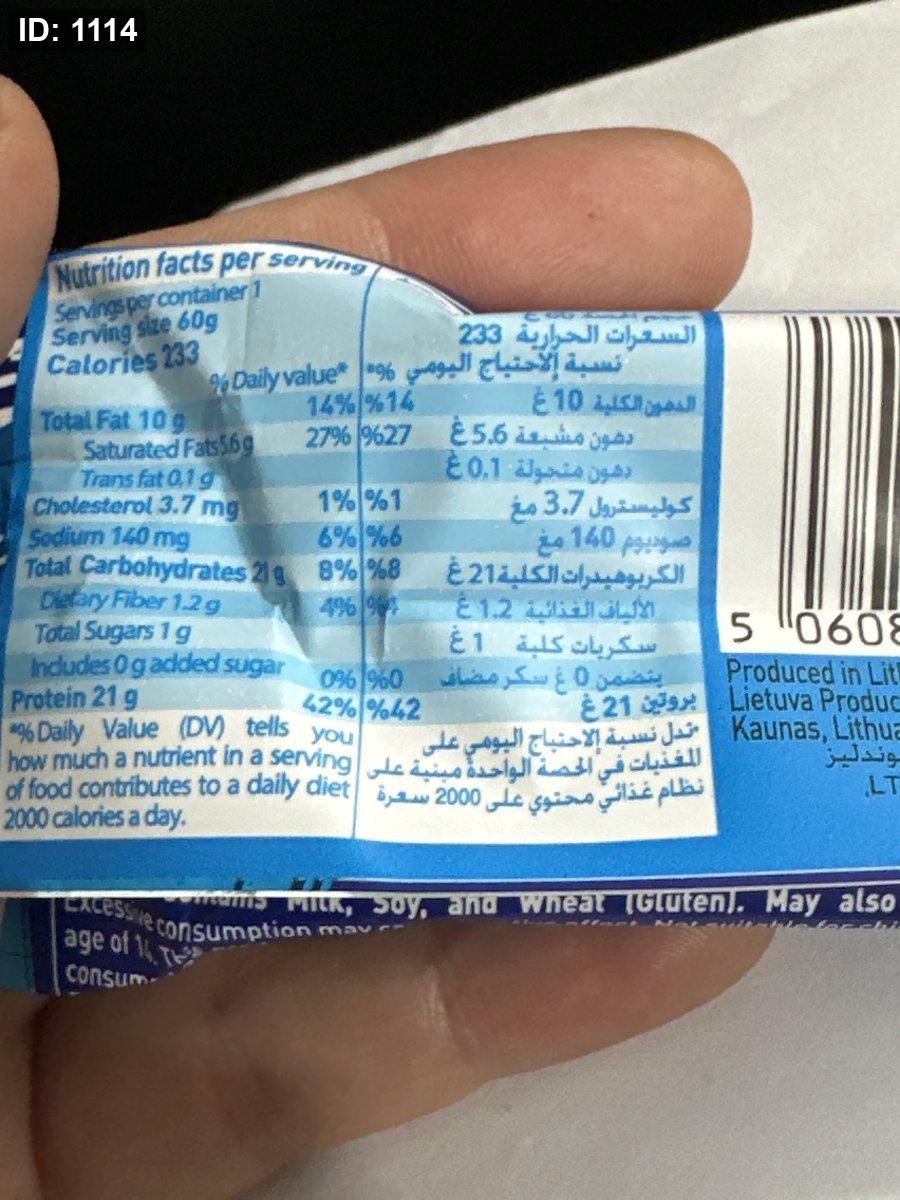 ID: 1114
Nutrition facts per serving
Servings per container 1
Serving size 60g
Calories 233
% Daily value*
Total Fat 10 g 14%
Saturated Fats 5.6 g 27%
Trans fat 0.1 g
Cholesterol 3.7 mg 1%
Sodium 140 mg 6%
Total Carbohydrates 21 g 8%
Dietary Fiber 1.2 g 4%
Total Sugars 1 g
Includes 0 g added sugar 0%
Protein 21 g 42%
*% Daily Value (DV) tells you
how much a nutrient in a serving
of food contributes to a daily diet
2000 calories a day.
السعرات الحرارية 233
نسبة الإحتياج اليومي %*
الدهون الكلية 10 غ %14
دهون مشبعة 5.6 غ %27
دهون متحولة 0.1 غ
كوليسترول 3.7 مغ %1
صوديوم 140 مغ %6
الكربوهيدرات الكلية 21 غ %8
الألياف الغذائية 1.2 غ %4
سكريات كلية 1 غ
يتضمن 0 غ سكر مضاف %0
بروتين 21 غ %42
*تدل نسبة الإحتياج اليومي على
المغذيات في الحصة الواحدة مبنية على
نظام غذائي محتوي على 2000 سعرة
5 0608
Produced in Lit
Lietuva Produc
Kaunas, Lithua
وندليز
LT.
Milk, Soy, and Wheat (Gluten). May also
Excessive consumption may
age of 14. This
consum